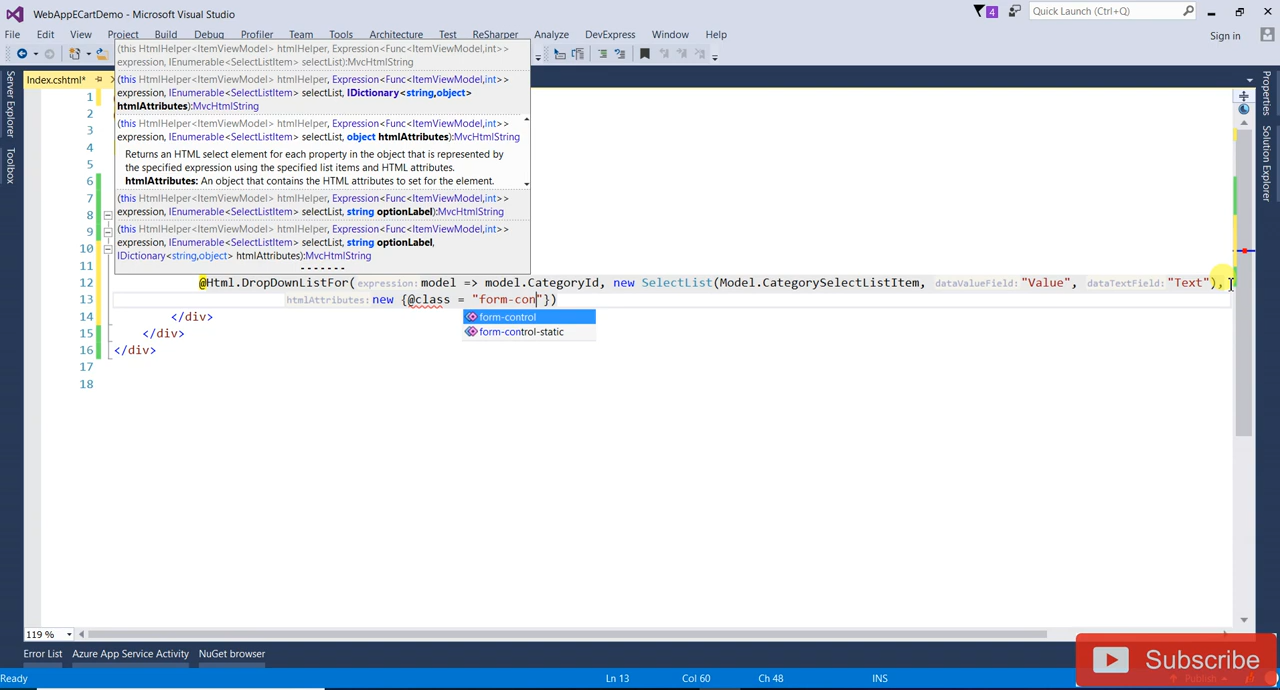 WebAppECartDemo - Microsoft Visual Studio
4
Quick Launch (Ctrl+Q)
File Edit View Project Build Debug Profiler Team Tools Architecture Test ReSharper Analyze DevExpress Window Help
Sign in
(this HtmlHelper<ItemViewModel> htmlHelper, Expression<Func<ItemViewModel,int>>
expression, IEnumerable<SelectListItem> selectList):MvcHtmlString
(this HtmlHelper<ItemViewModel> htmlHelper, Expression<Func<ItemViewModel,int>>
expression, IEnumerable<SelectListItem> selectList, IDictionary<string,object>
htmlAttributes):MvcHtmlString
(this HtmlHelper<ItemViewModel> htmlHelper, Expression<Func<ItemViewModel,int>>
expression, IEnumerable<SelectListItem> selectList, object htmlAttributes):MvcHtmlString
Returns an HTML select element for each property in the object that is represented by
the specified expression using the specified list items and HTML attributes.
htmlAttributes: An object that contains the HTML attributes to set for the element.
(this HtmlHelper<ItemViewModel> htmlHelper, Expression<Func<ItemViewModel,int>>
expression, IEnumerable<SelectListItem> selectList, string optionLabel):MvcHtmlString
(this HtmlHelper<ItemViewModel> htmlHelper, Expression<Func<ItemViewModel,int>>
expression, IEnumerable<SelectListItem> selectList, string optionLabel,
IDictionary<string,object> htmlAttributes):MvcHtmlString
Server Explorer
Toolbox
Index.cshtml*
Properties
Solution Explorer
1
2
3
4
5
6
7
8
9
10
11
12 @Html.DropDownListFor(expression: model => model.CategoryId, new SelectList(Model.CategorySelectListItem, dataValueField: "Value", dataTextField: "Text"),
13 htmlAttributes: new {@class = "form-con"})
form-control
form-control-static
14 </div>
15 </div>
16 </div>
17
18
119 %
Error List Azure App Service Activity NuGet browser
Ready Ln 13 Col 60 Ch 48 INS
Publish
Subscribe